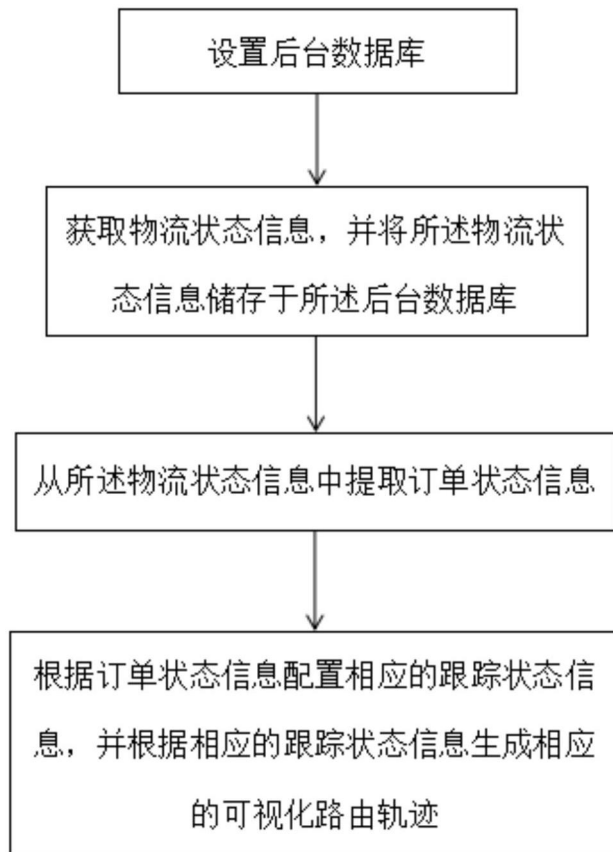 设置后台数据库
获取物流状态信息，并将所述物流状
态信息储存于所述后台数据库
从所述物流状态信息中提取订单状态信息
根据订单状态信息配置相应的跟踪状态信
息，并根据相应的跟踪状态信息生成相应
的可视化路由轨迹